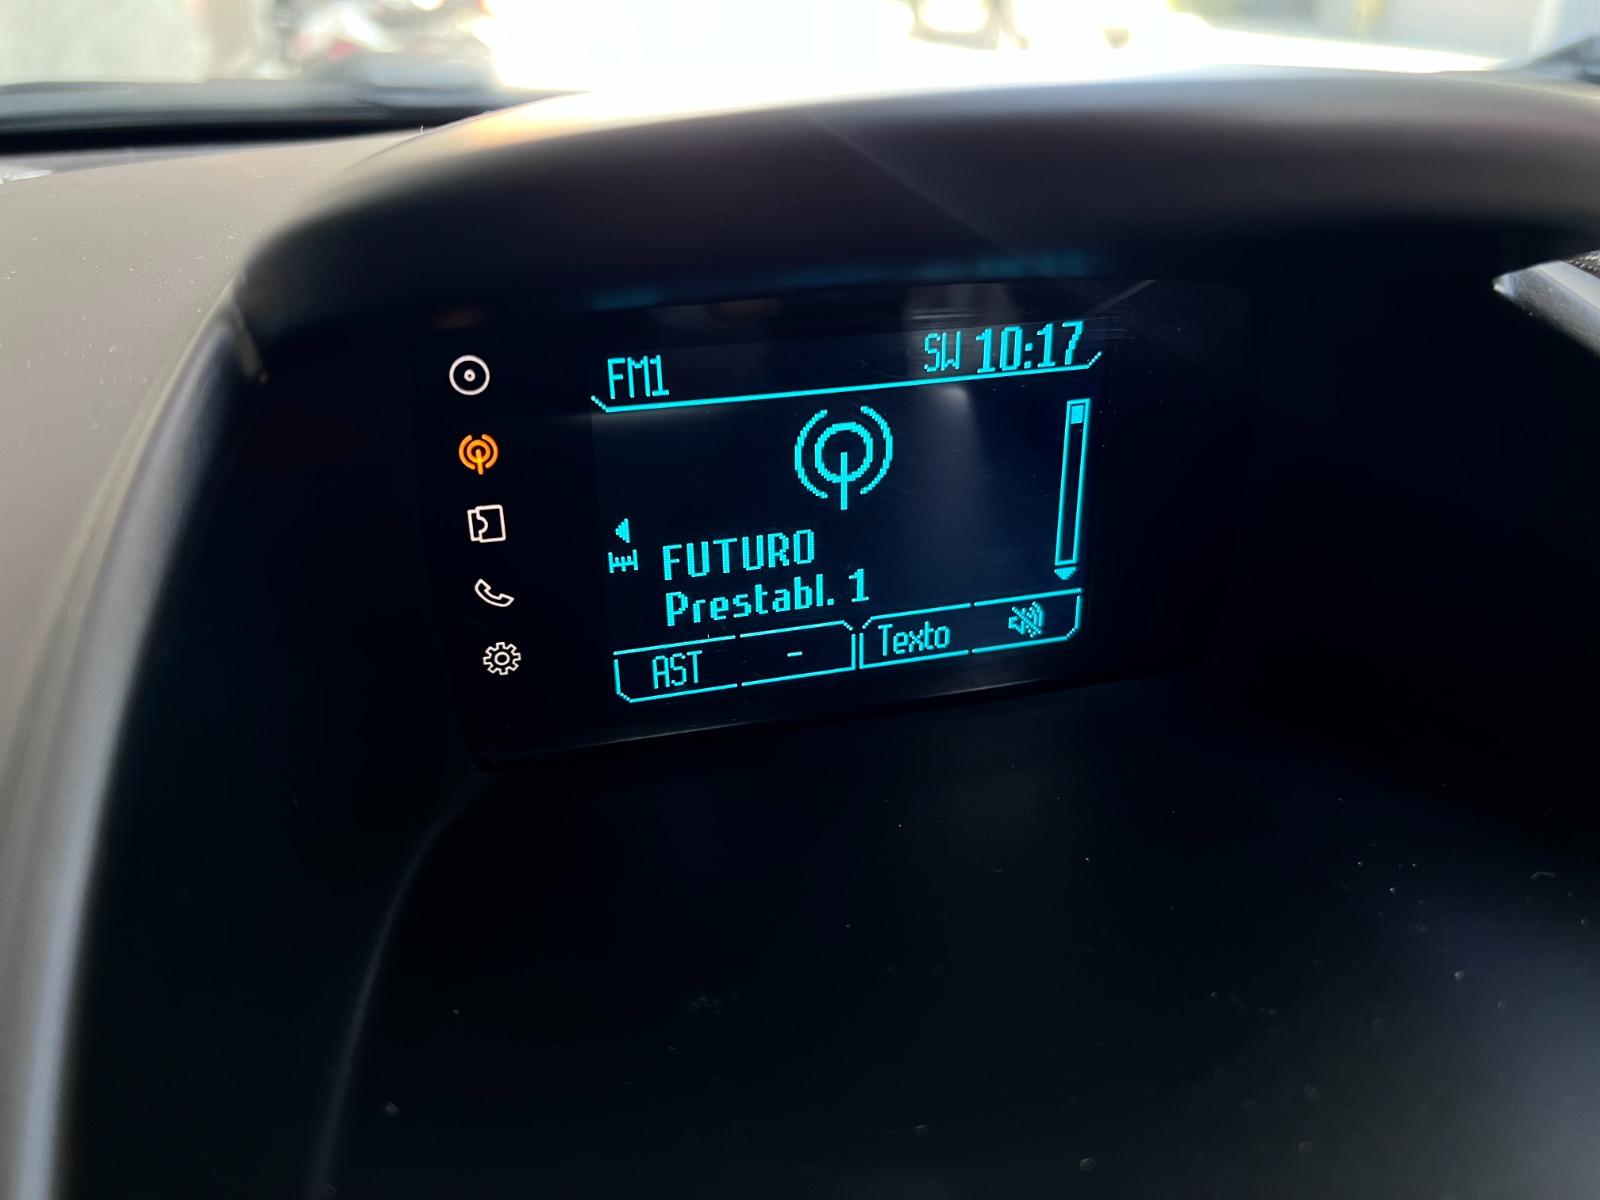 FM1 SW 10:17
FUTURO
Prestabl. 1
AST - Texto